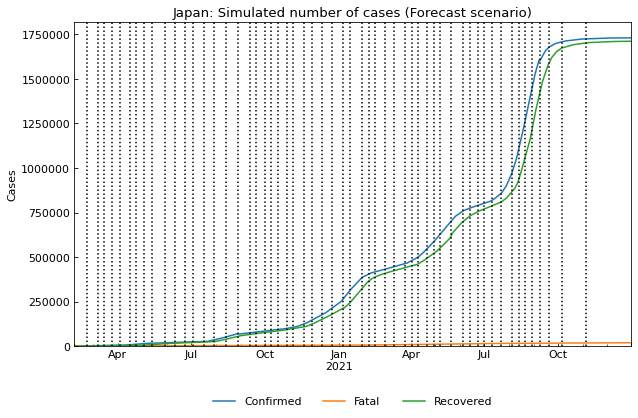 Japan: Simulated number of cases (Forecast scenario)
1750000
1500000
1250000
1000000
750000
500000
250000
0
Cases
Apr Jul Oct Jan Apr Jul Oct
2021
Confirmed Fatal Recovered